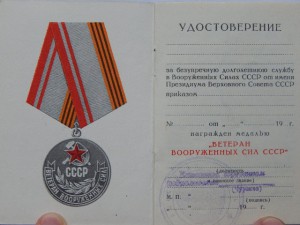 СССР
ВЕТЕРАН ВООРУЖЕННЫХ СИЛ
УДОСТОВЕРЕНИЕ
за безупречную долголетнюю службу
в Вооруженных Силах СССР от имени
Президиума Верховного Совета СССР
приказом
№ от " " 19 г.
награжден медалью
"ВЕТЕРАН
ВООРУЖЕННЫХ СИЛ СССР"
М. П.
19 г.